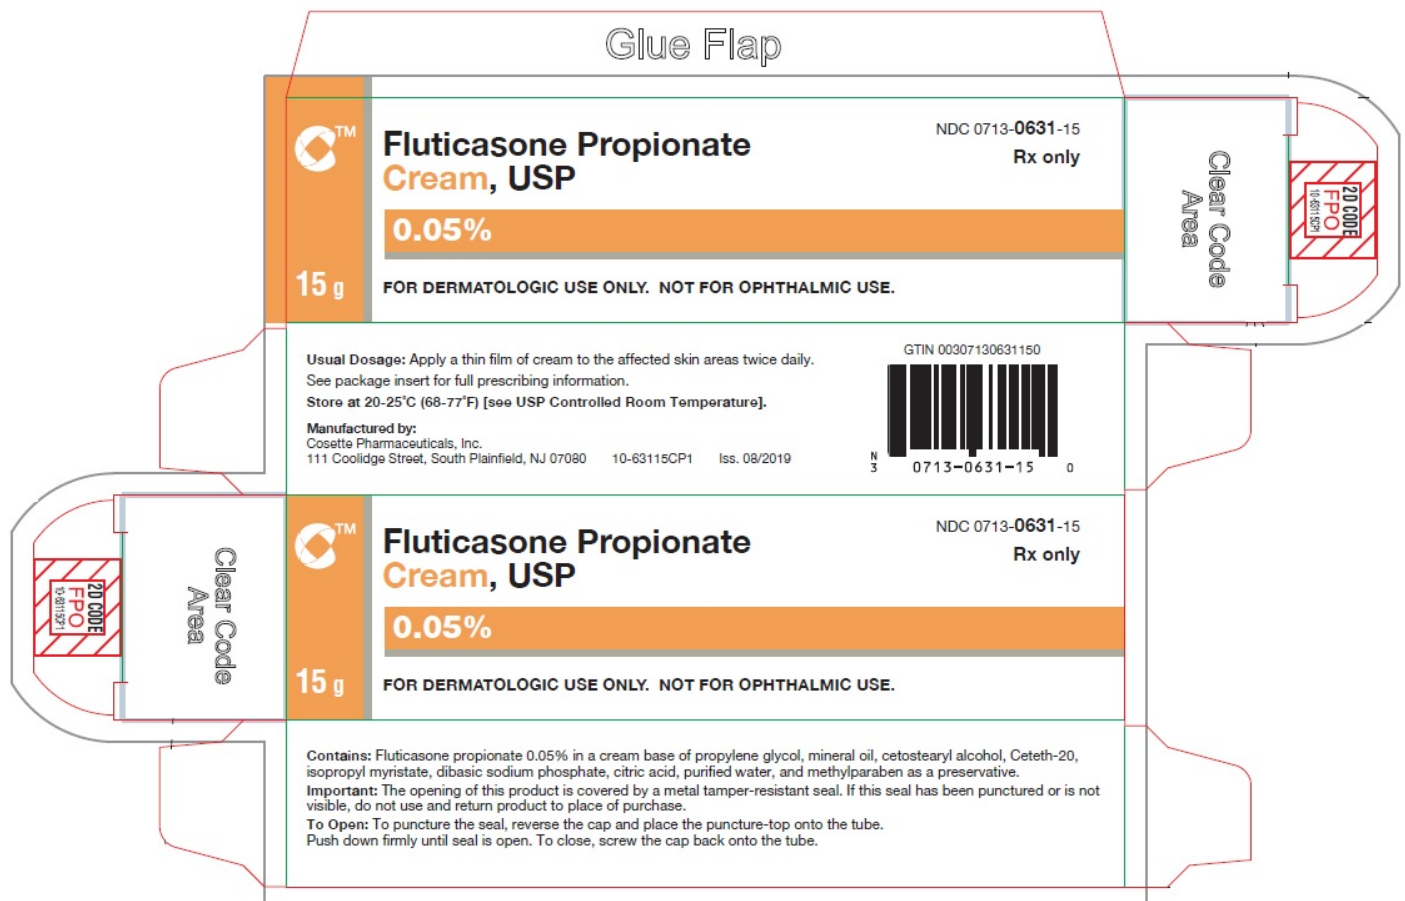 Glue Flap
TM
Fluticasone Propionate
Cream, USP
NDC 0713-0631-15
Rx only
0.05%
15 g
FOR DERMATOLOGIC USE ONLY.  NOT FOR OPHTHALMIC USE.
Clear Code
Area
2D CODE
FPO
10-63115CP1
Usual Dosage: Apply a thin film of cream to the affected skin areas twice daily.
See package insert for full prescribing information.
Store at 20-25˚C (68-77˚F) [see USP Controlled Room Temperature].
Manufactured by:
Cosette Pharmaceuticals, Inc.
111 Coolidge Street, South Plainfield, NJ 07080 10-63115CP1 Iss. 08/2019
GTIN 00307130631150
N
3 0713-0631-15 0
TM
Fluticasone Propionate
Cream, USP
NDC 0713-0631-15
Rx only
0.05%
15 g
FOR DERMATOLOGIC USE ONLY.  NOT FOR OPHTHALMIC USE.
Clear Code
Area
2D CODE
FPO
10-63115CP1
Contains: Fluticasone propionate 0.05% in a cream base of propylene glycol, mineral oil, cetostearyl alcohol, Ceteth-20,
isopropyl myristate, dibasic sodium phosphate, citric acid, purified water, and methylparaben as a preservative.
Important: The opening of this product is covered by a metal tamper-resistant seal. If this seal has been punctured or is not
visible, do not use and return product to place of purchase.
To Open: To puncture the seal, reverse the cap and place the puncture-top onto the tube.
Push down firmly until seal is open. To close, screw the cap back onto the tube.